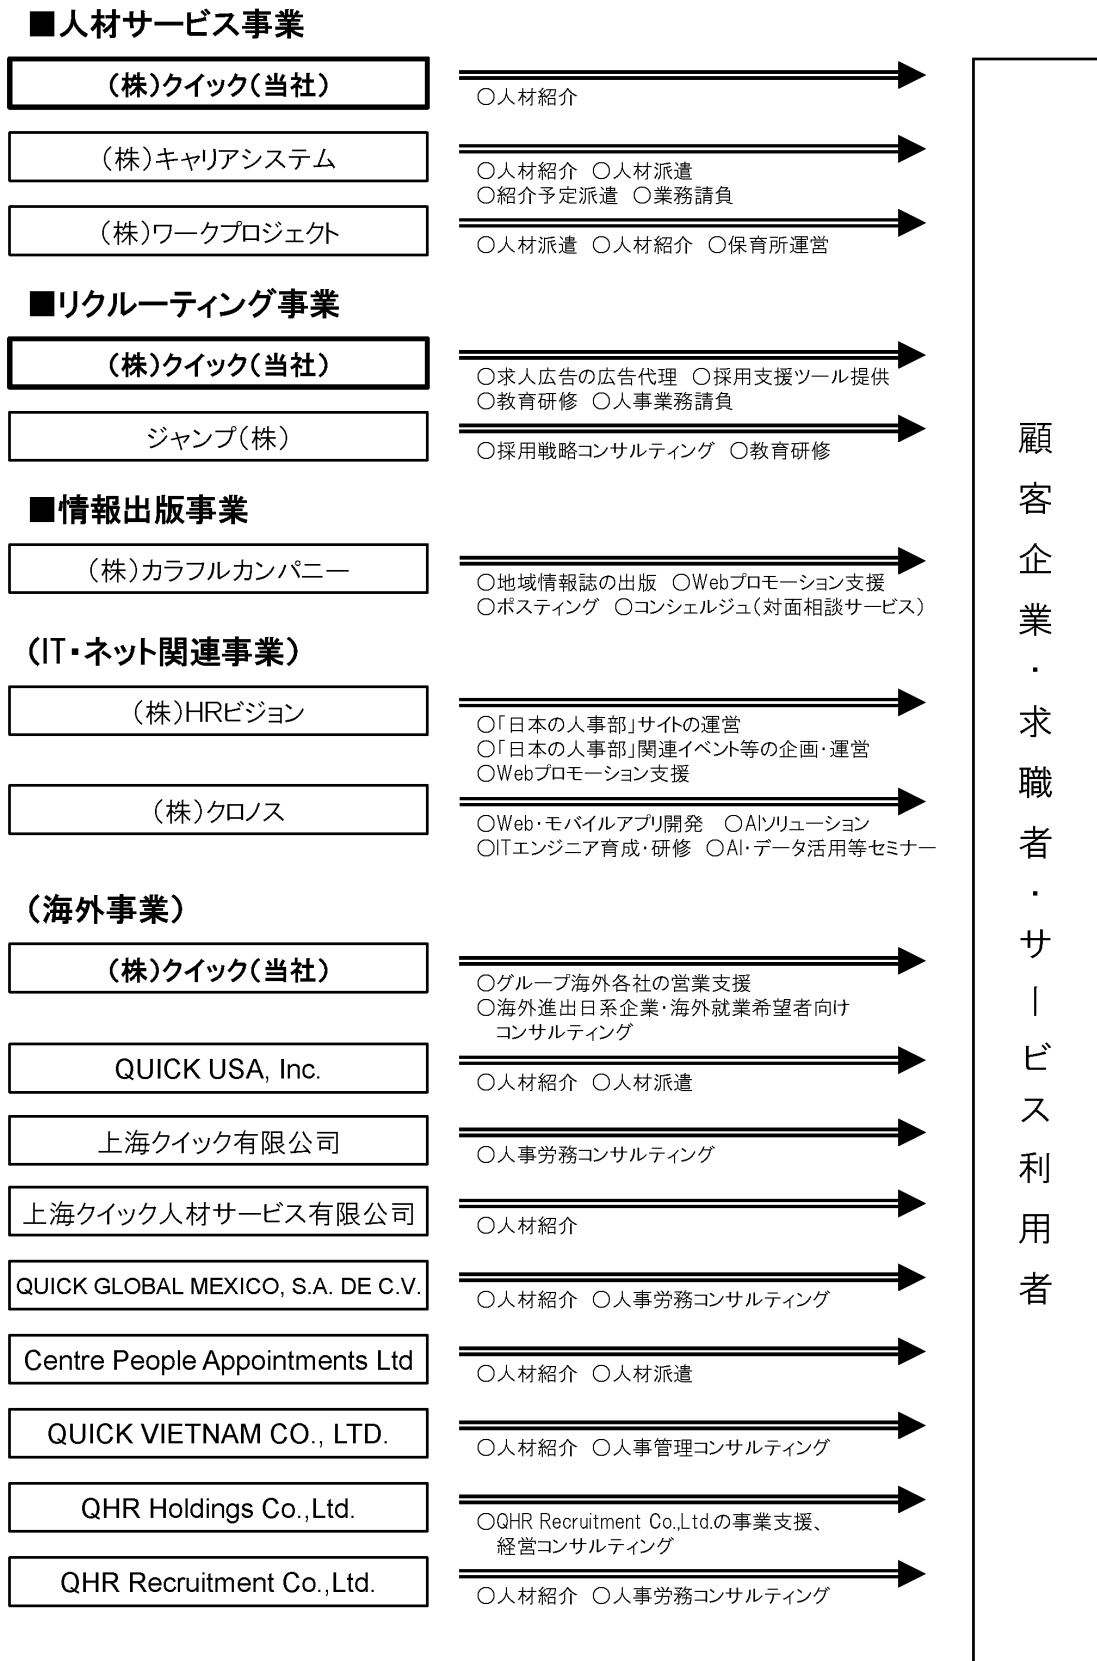 ■人材サービス事業
(株)クイック(当社)
○人材紹介
(株)キャリアシステム
○人材紹介 ○人材派遣
○紹介予定派遣 ○業務請負
(株)ワークプロジェクト
○人材派遣 ○人材紹介 ○保育所運営
■リクルーティング事業
(株)クイック(当社)
○求人広告の広告代理 ○採用支援ツール提供
○教育研修 ○人事業務請負
ジャンプ(株)
○採用戦略コンサルティング ○教育研修
■情報出版事業
(株)カラフルカンパニー
○地域情報誌の出版 ○Webプロモーション支援
○ポスティング ○コンシェルジュ(対面相談サービス)
(IT・ネット関連事業)
(株)HRビジョン
○「日本の人事部」サイトの運営
○「日本の人事部」関連イベント等の企画・運営
○Webプロモーション支援
(株)クロノス
○Web・モバイルアプリ開発 ○AIソリューション
○ITエンジニア育成・研修 ○AI・データ活用等セミナー
(海外事業)
(株)クイック(当社)
○グループ海外各社の営業支援
○海外進出日系企業・海外就業希望者向け
コンサルティング
QUICK USA, Inc.
○人材紹介 ○人材派遣
上海クイック有限公司
○人事労務コンサルティング
上海クイック人材サービス有限公司
○人材紹介
QUICK GLOBAL MEXICO, S.A. DE C.V.
○人材紹介 ○人事労務コンサルティング
Centre People Appointments Ltd
○人材紹介 ○人材派遣
QUICK VIETNAM CO., LTD.
○人材紹介 ○人事管理コンサルティング
QHR Holdings Co.,Ltd.
○QHR Recruitment Co.,Ltd.の事業支援、
経営コンサルティング
QHR Recruitment Co.,Ltd.
○人材紹介 ○人事労務コンサルティング
顧客企業・求職者・サービス利用者